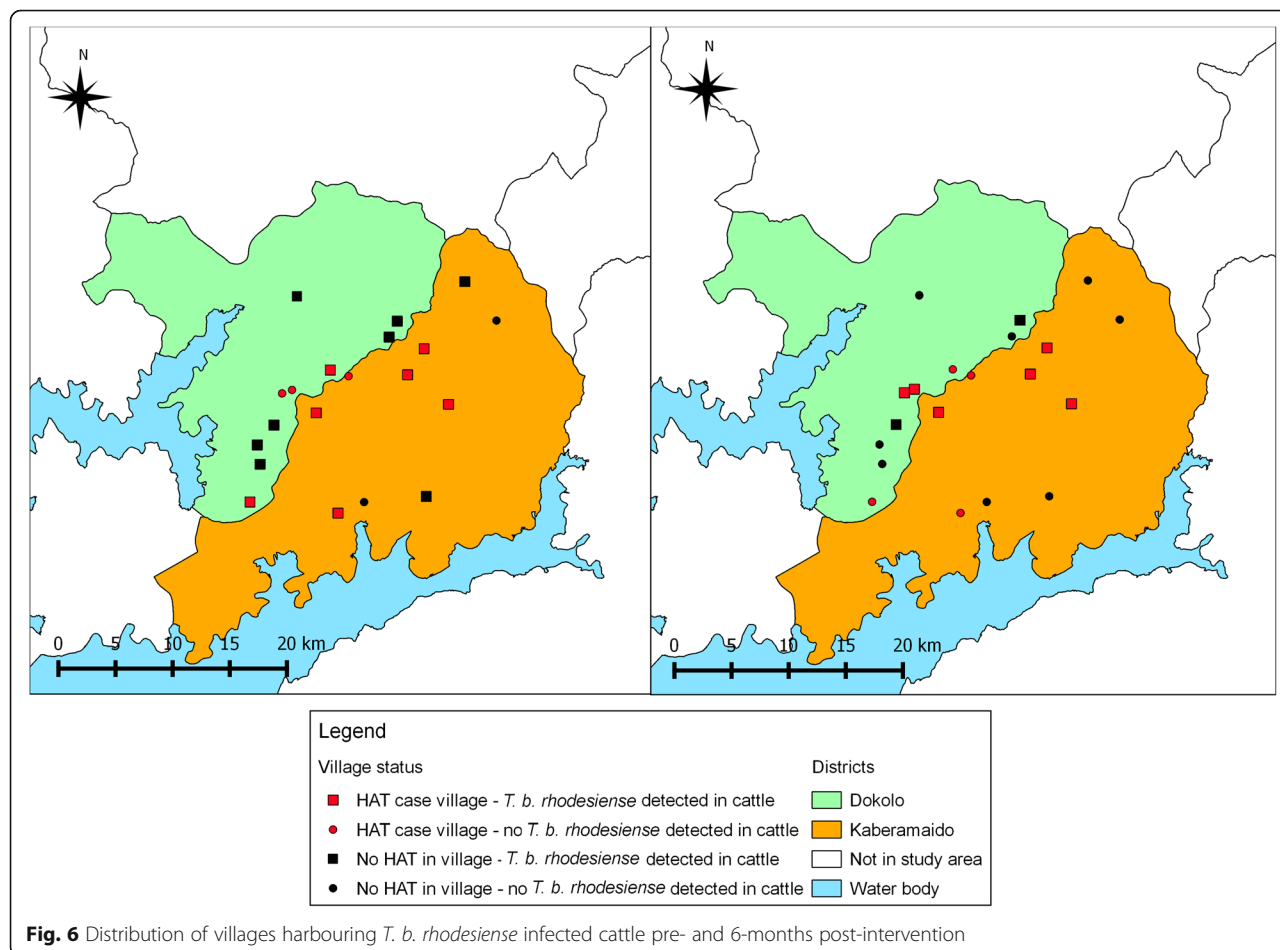 N
N
0 5 10 15 20 km
0 5 10 15 20 km
Legend
Village status
Districts
HAT case village - T. b. rhodesiense detected in cattle
Dokolo
HAT case village - no T. b. rhodesiense detected in cattle
Kaberamaido
No HAT in village - T. b. rhodesiense detected in cattle
Not in study area
No HAT in village - no T. b. rhodesiense detected in cattle
Water body
Fig. 6 Distribution of villages harbouring T. b. rhodesiense infected cattle pre- and 6-months post-intervention